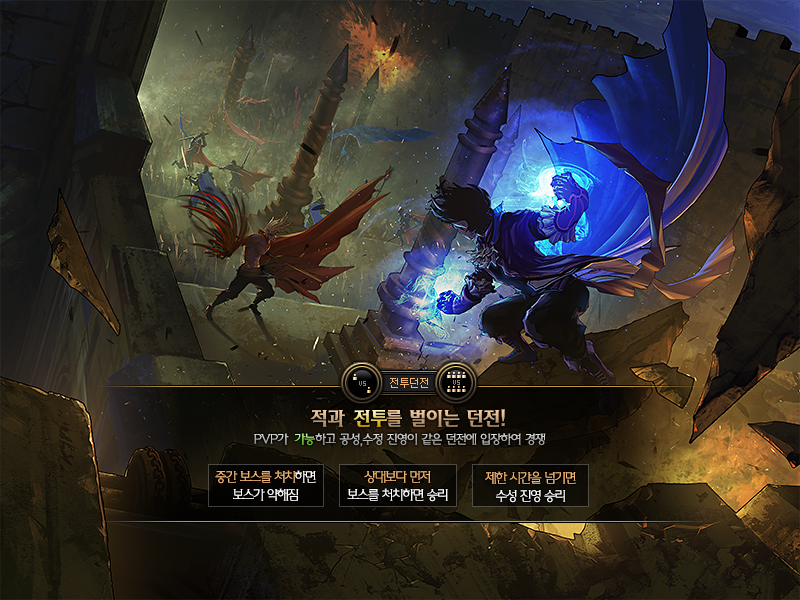 VS 전투던전 VS
적과 전투를 벌이는 던전!
PVP가 가능하고 공성,수정 진영이 같은 던전에 입장하여 경쟁
중간 보스를 처치하면
보스가 약해짐
상대보다 먼저
보스를 처치하면 승리
제한 시간을 넘기면
수성 진영 승리